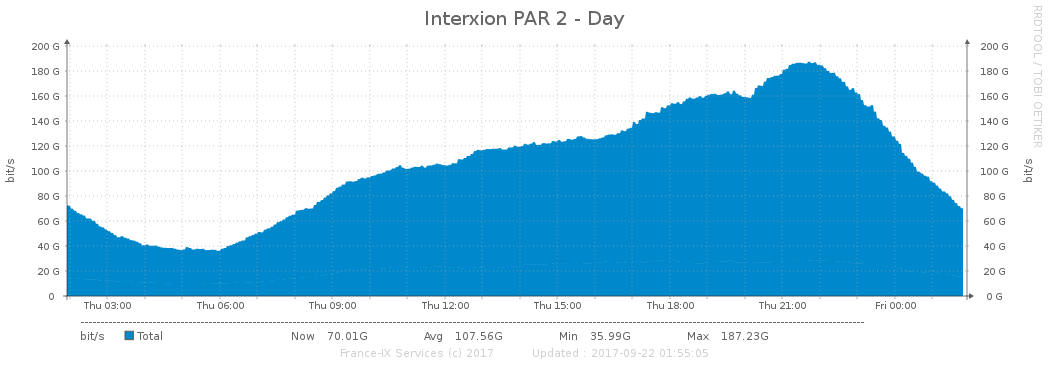 Interxion PAR 2 - Day
RRDTOOL / TOBI OETIKER
200 G 200 G
180 G 180 G
160 G 160 G
140 G 140 G
120 G 120 G
100 G 100 G
80 G 80 G
60 G 60 G
40 G 40 G
20 G 20 G
0 0 G
bit/s bit/s
Thu 03:00 Thu 06:00 Thu 09:00 Thu 12:00 Thu 15:00 Thu 18:00 Thu 21:00 Fri 00:00
bit/s Total Now 70.01G Avg 107.56G Min 35.99G Max 187.23G
France-IX Services (c) 2017 Updated : 2017-09-22 01:55:05